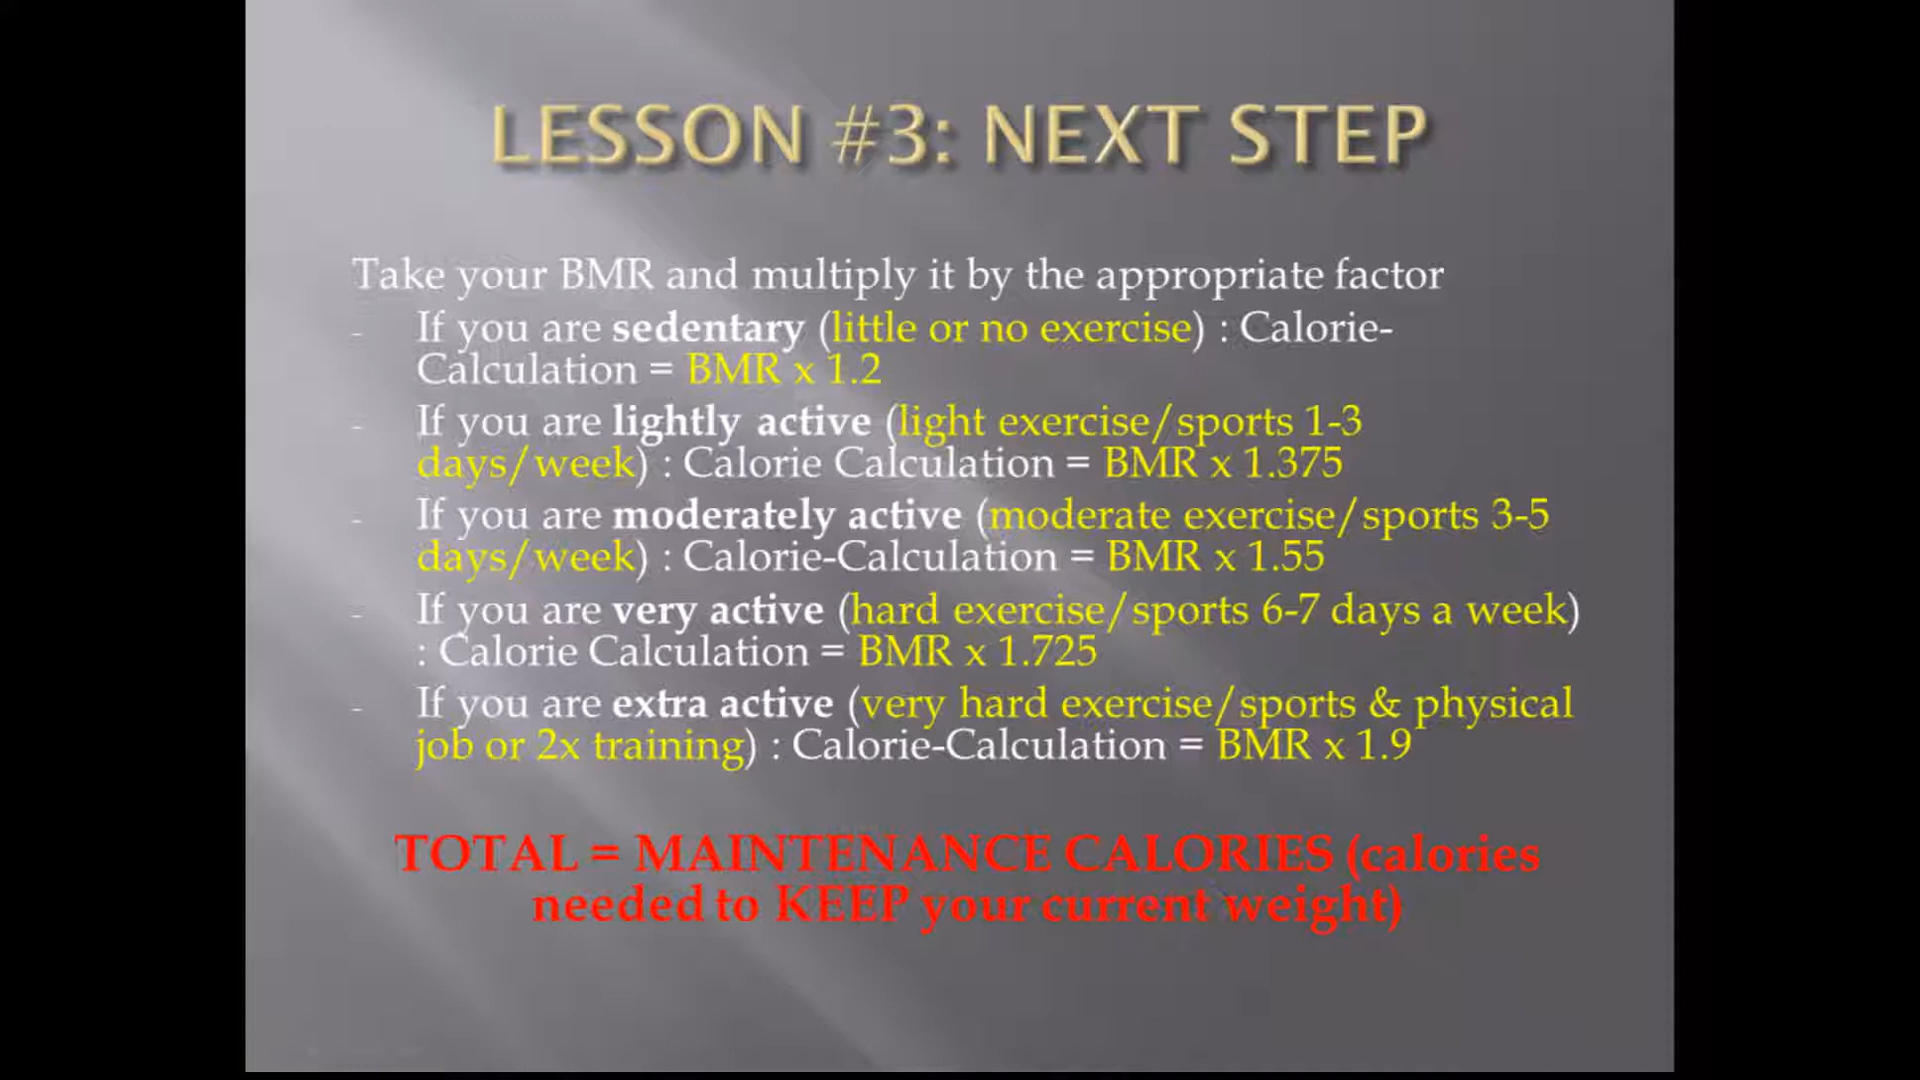 LESSON #3: NEXT STEP
Take your BMR and multiply it by the appropriate factor
- If you are sedentary (little or no exercise) : Calorie-
Calculation = BMR x 1.2
- If you are lightly active (light exercise/sports 1-3
days/week) : Calorie Calculation = BMR x 1.375
- If you are moderately active (moderate exercise/sports 3-5
days/week) : Calorie-Calculation = BMR x 1.55
- If you are very active (hard exercise/sports 6-7 days a week)
: Calorie Calculation = BMR x 1.725
- If you are extra active (very hard exercise/sports & physical
job or 2x training) : Calorie-Calculation = BMR x 1.9
TOTAL = MAINTENANCE CALORIES (calories
needed to KEEP your current weight)